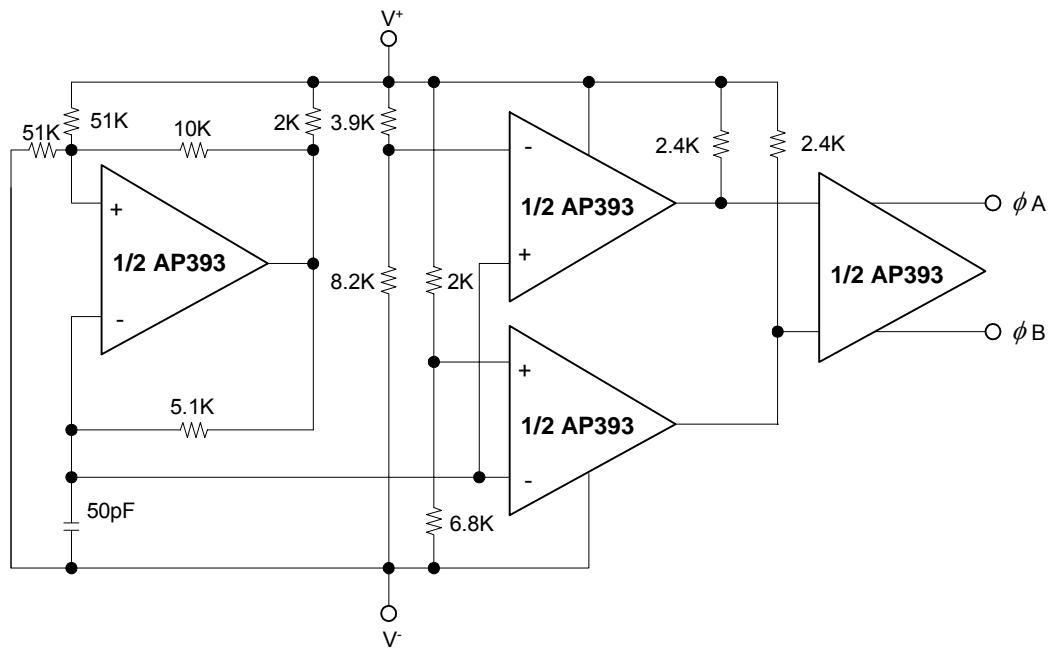 V+
51K
51K
10K
2K
3.9K
+
1/2 AP393
-
5.1K
50pF
8.2K
2K
6.8K
-
1/2 AP393
+
+
1/2 AP393
-
2.4K
2.4K
1/2 AP393
ϕA
ϕB
V-